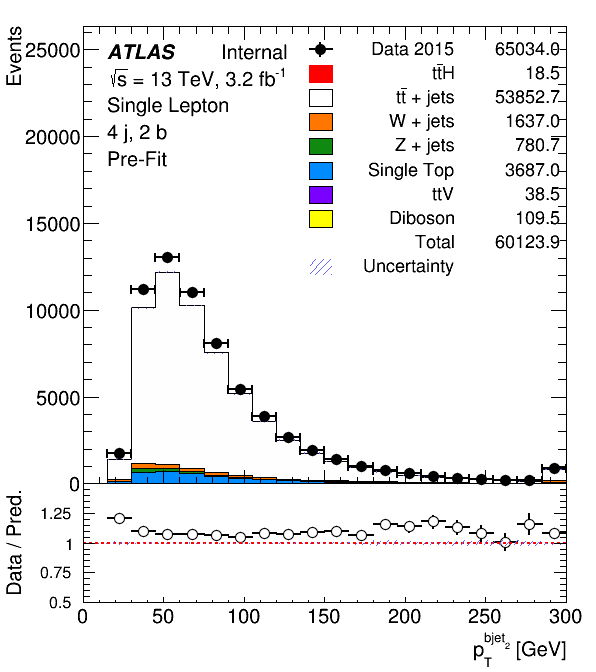 Events
25000
20000
15000
10000
5000
0
ATLAS Internal
√s = 13 TeV, 3.2 fb⁻¹
Single Lepton
4 j, 2 b
Pre-Fit
Data 2015 65034.0
tt̄H 18.5
tt̄ + jets 53852.7
W + jets 1637.0
Z + jets 780.7
Single Top 3687.0
ttV 38.5
Diboson 109.5
Total 60123.9
Uncertainty
Data / Pred.
1.25
1
0.75
0.5
0 50 100 150 200 250 300
p_T^{bjet_2} [GeV]